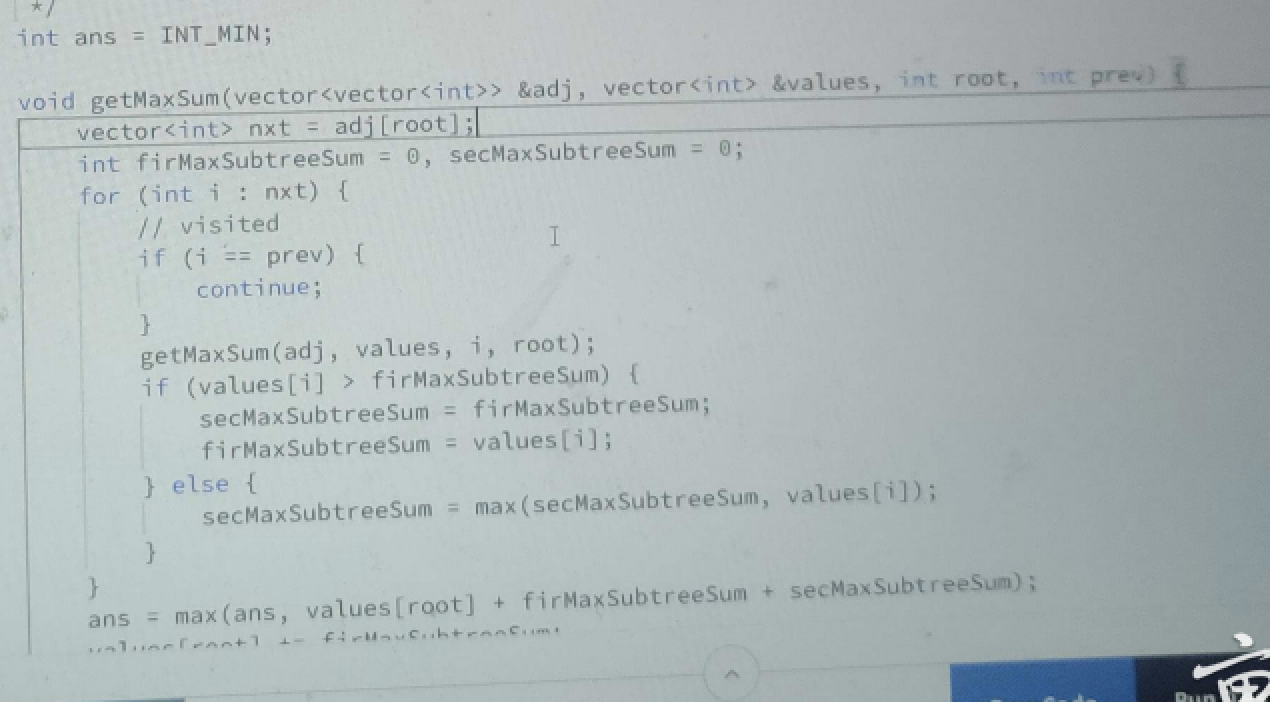 */
int ans = INT_MIN;
void getMaxSum(vector<vector<int>> &adj, vector<int> &values, int root, int prev) {
vector<int> nxt = adj[root];
int firMaxSubtreeSum = 0, secMaxSubtreeSum = 0;
for (int i : nxt) {
// visited
if (i == prev) {
continue;
}
getMaxSum(adj, values, i, root);
if (values[i] > firMaxSubtreeSum) {
secMaxSubtreeSum = firMaxSubtreeSum;
firMaxSubtreeSum = values[i];
} else {
secMaxSubtreeSum = max(secMaxSubtreeSum, values[i]);
}
}
ans = max(ans, values[root] + firMaxSubtreeSum + secMaxSubtreeSum);
values[root] += firMaxSubtreeSum;
Run